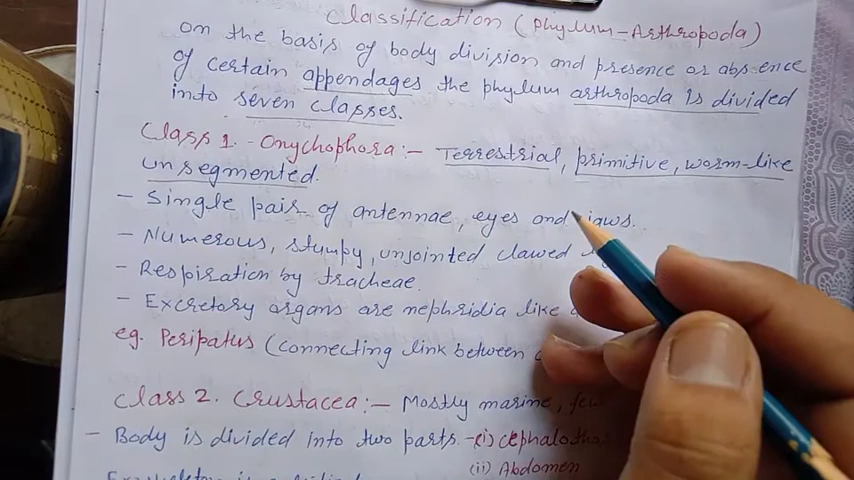 Classification (Phylum-Arthropoda)
on the basis of body division and presence or absence
of certain appendages the phylum arthropoda is divided
into seven classes.
Class 1. - Onychophora:- Terrestrial, primitive, worm-like
unsegmented.
- Single pair of antennae, eyes and jaws.
- Numerous, stumpy, unjointed clawed
- Respiration by tracheae.
- Excretory organs are nephridia like
eg. Peripatus (connecting link between
Class 2. Crustacea:- Mostly marine, few
- Body is divided into two parts -(i) cephalotho
(ii) Abdomen